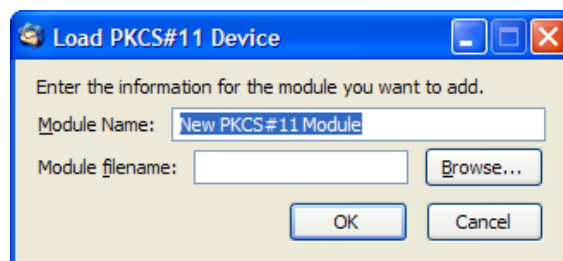 Load PKCS#11 Device
Enter the information for the module you want to add.
Module Name: New PKCS#11 Module
Module filename: Browse...
OK Cancel